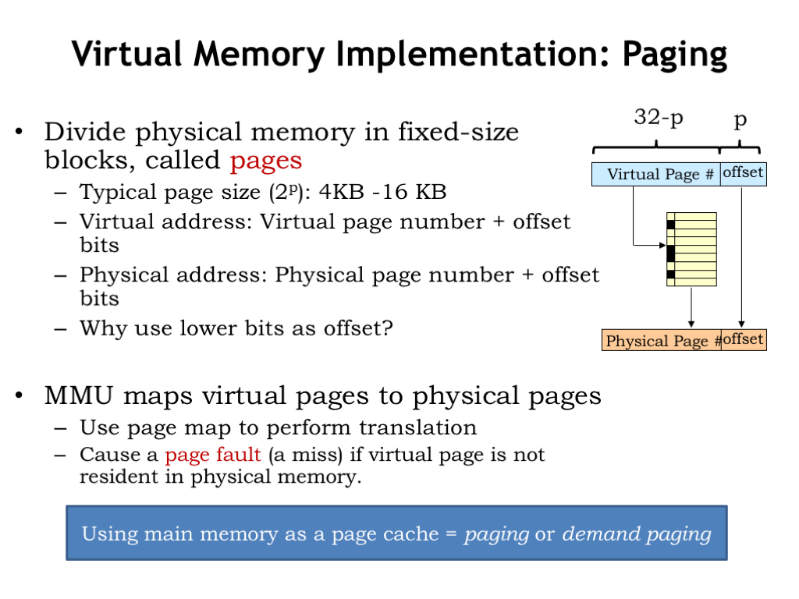 Virtual Memory Implementation: Paging
• Divide physical memory in fixed-size
blocks, called pages
– Typical page size (2ᵖ): 4KB -16 KB
– Virtual address: Virtual page number + offset
bits
– Physical address: Physical page number + offset
bits
– Why use lower bits as offset?
32-p p
Virtual Page # offset
Physical Page # offset
• MMU maps virtual pages to physical pages
– Use page map to perform translation
– Cause a page fault (a miss) if virtual page is not
resident in physical memory.
Using main memory as a page cache = paging or demand paging